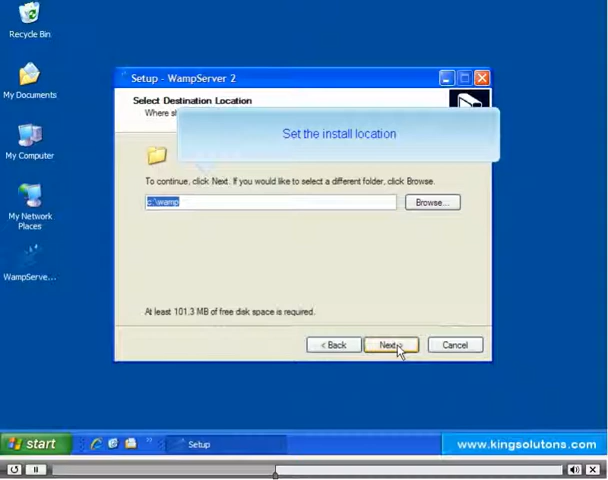 Recycle Bin
My Documents
My Computer
My Network
Places
WampServe...
Setup - WampServer 2
Select Destination Location
Where s
Set the install location
To continue, click Next. If you would like to select a different folder, click Browse.
c:\wamp
Browse...
At least 101.3 MB of free disk space is required.
< Back
Next >
Cancel
start
»
Setup
www.kingsolutons.com